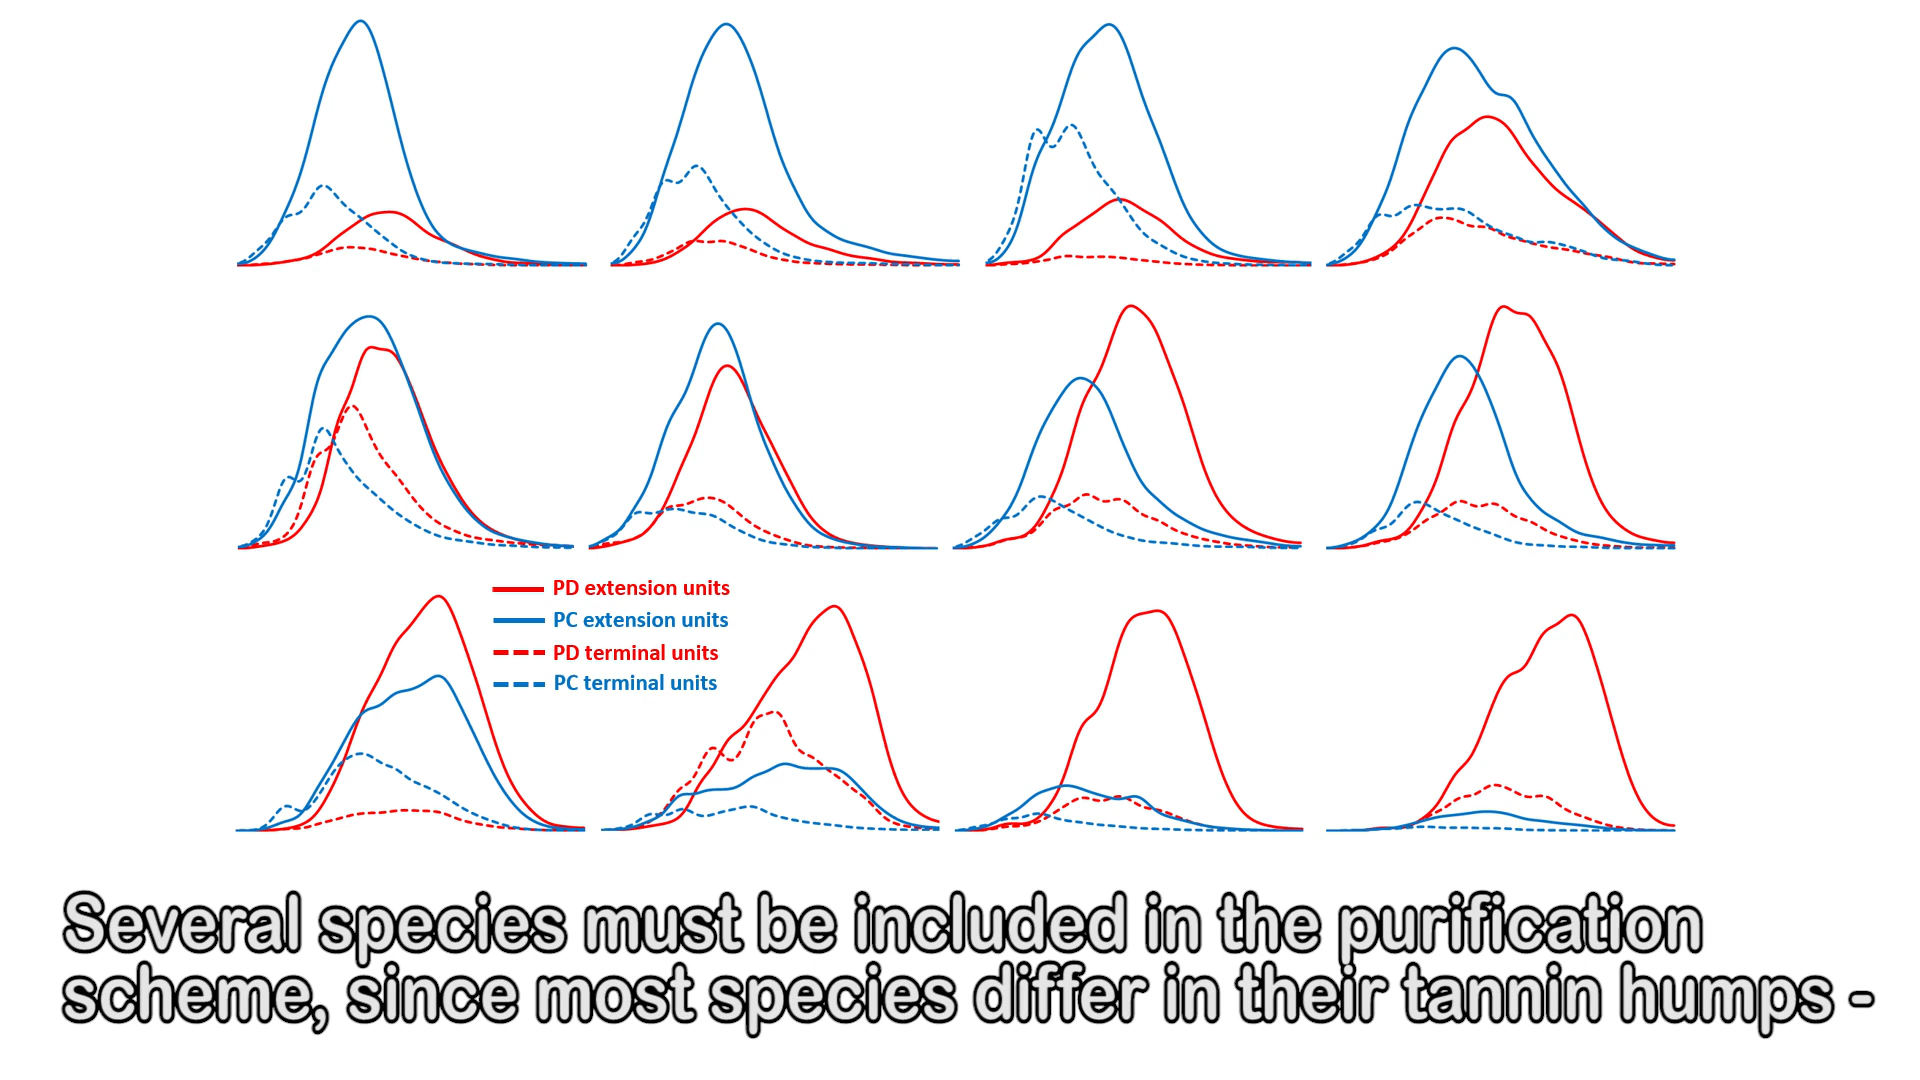 PD extension units
PC extension units
PD terminal units
PC terminal units
Several species must be included in the purification
scheme, since most species differ in their tannin humps -